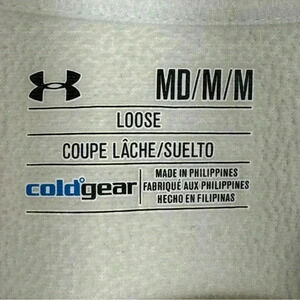 MD/M/M
LOOSE
COUPE LÂCHE/SUELTO
coldgear
MADE IN PHILIPPINES
FABRIQUÉ AUX PHILIPPINES
HECHO EN FILIPINAS